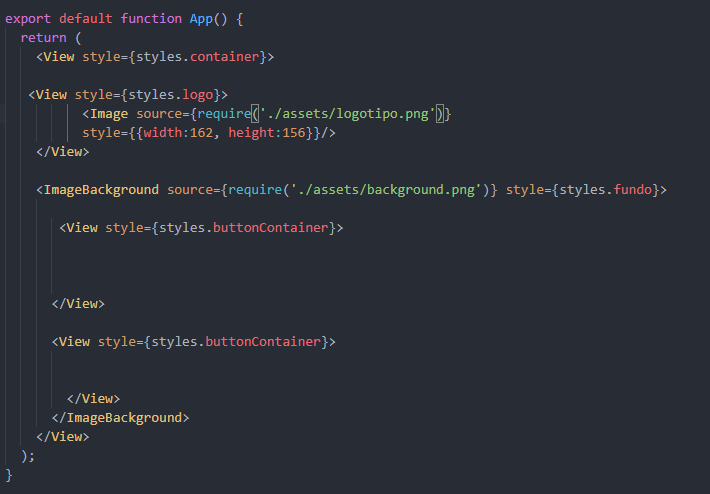 export default function App() {
return (
<View style={styles.container}>
<View style={styles.logo}>
<Image source={require('./assets/logotipo.png')}
style={{width:162, height:156}}/>
</View>
<ImageBackground source={require('./assets/background.png')} style={styles.fundo}>
<View style={styles.buttonContainer}>
</View>
<View style={styles.buttonContainer}>
</View>
</ImageBackground>
</View>
);
}